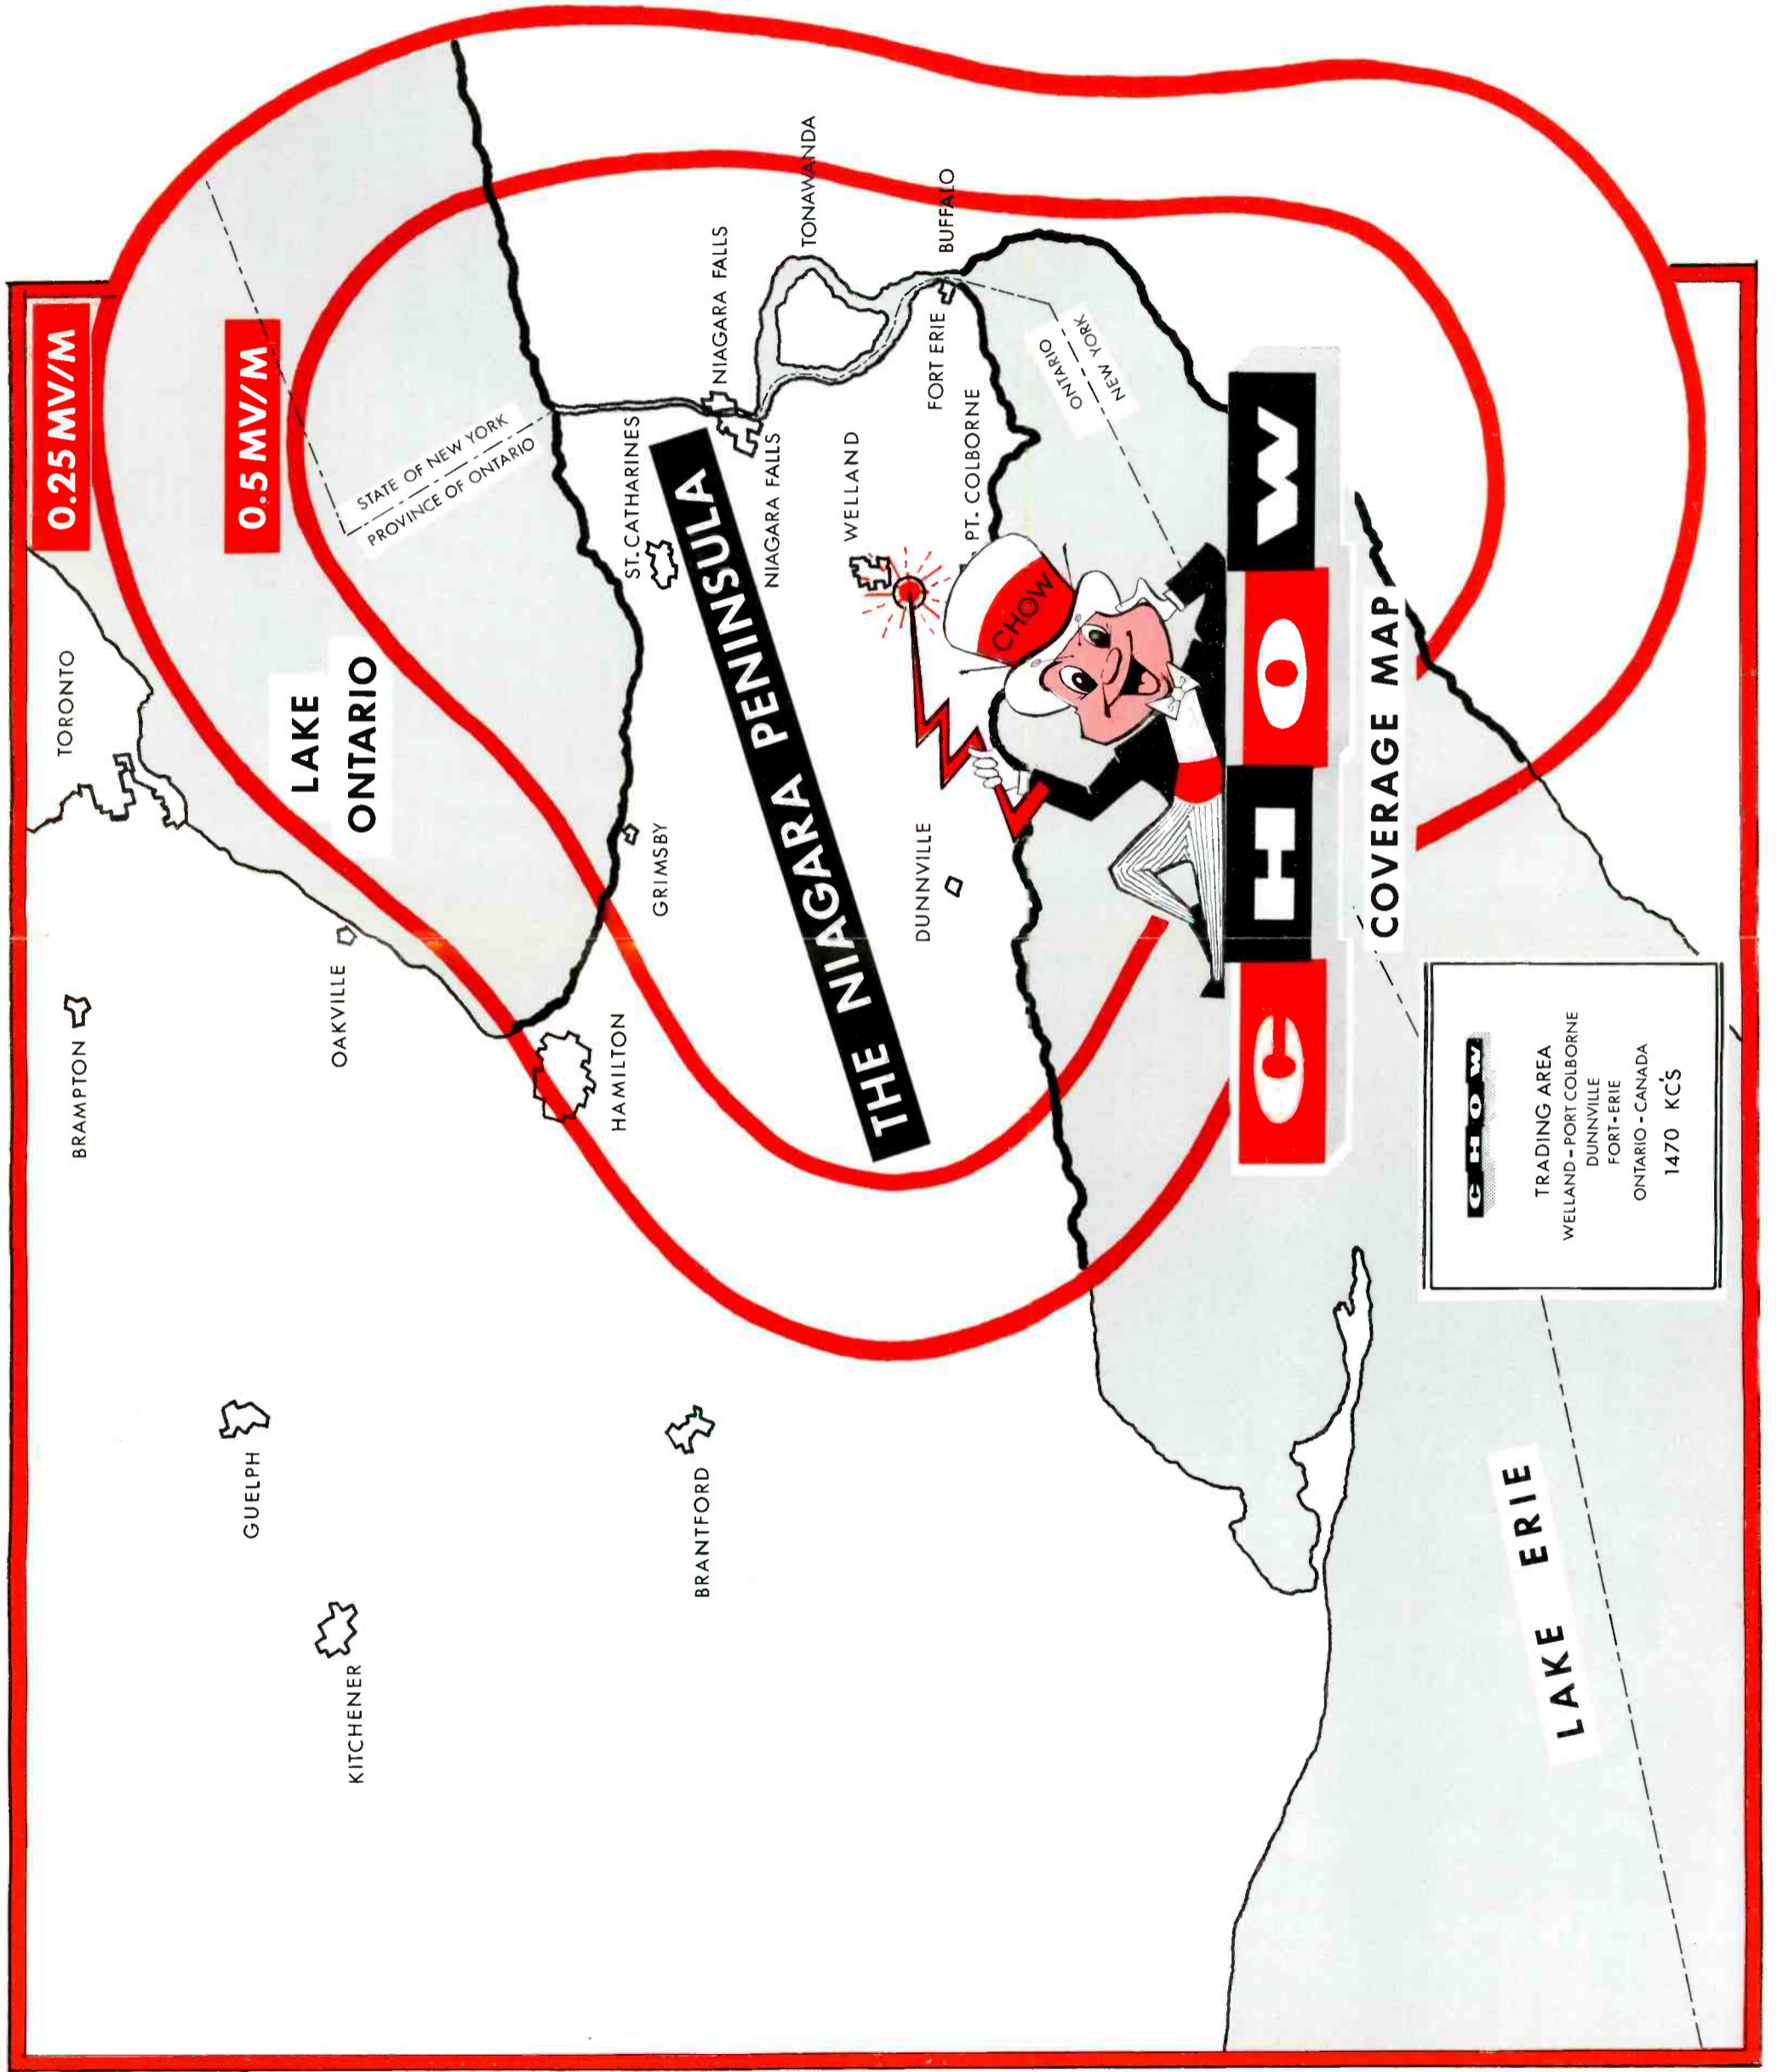 0.25 MV/M
0.5 MV/M
TORONTO
BRAMPTON
OAKVILLE
GUELPH
KITCHENER
LAKE
ONTARIO
STATE OF NEW YORK
PROVINCE OF ONTARIO
HAMILTON
GRIMSBY
ST. CATHARINES
NIAGARA FALLS
NIAGARA FALLS
TONAWANDA
BRANTFORD
THE NIAGARA PENINSULA
WELLAND
DUNNVILLE
FORT ERIE
BUFFALO
PT. COLBORNE
CHOW
ONTARIO
NEW YORK
CHOW
COVERAGE MAP
CHOW
TRADING AREA
WELLAND - PORT COLBORNE
DUNNVILLE
FORT - ERIE
ONTARIO - CANADA
1470 KC'S
LAKE ERIE